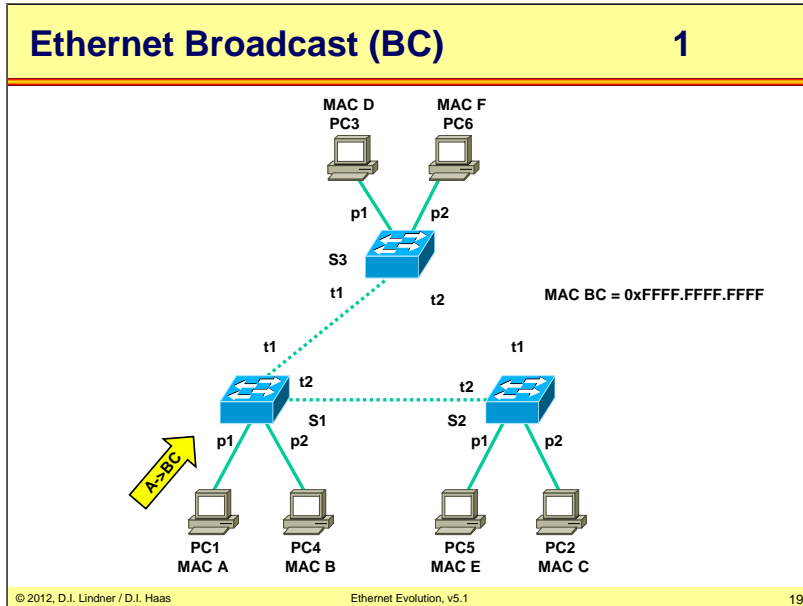 Ethernet Broadcast (BC) 1
MAC D MAC F
PC3 PC6
p1 p2
S3
t1 t2
MAC BC = 0xFFFF.FFFF.FFFF
t1 t1
t2 t2
S1 S2
p1 p2 p1 p2
A->BC
PC1 PC4 PC5 PC2
MAC A MAC B MAC E MAC C
© 2012, D.I. Lindner / D.I. Haas Ethernet Evolution, v5.1 19